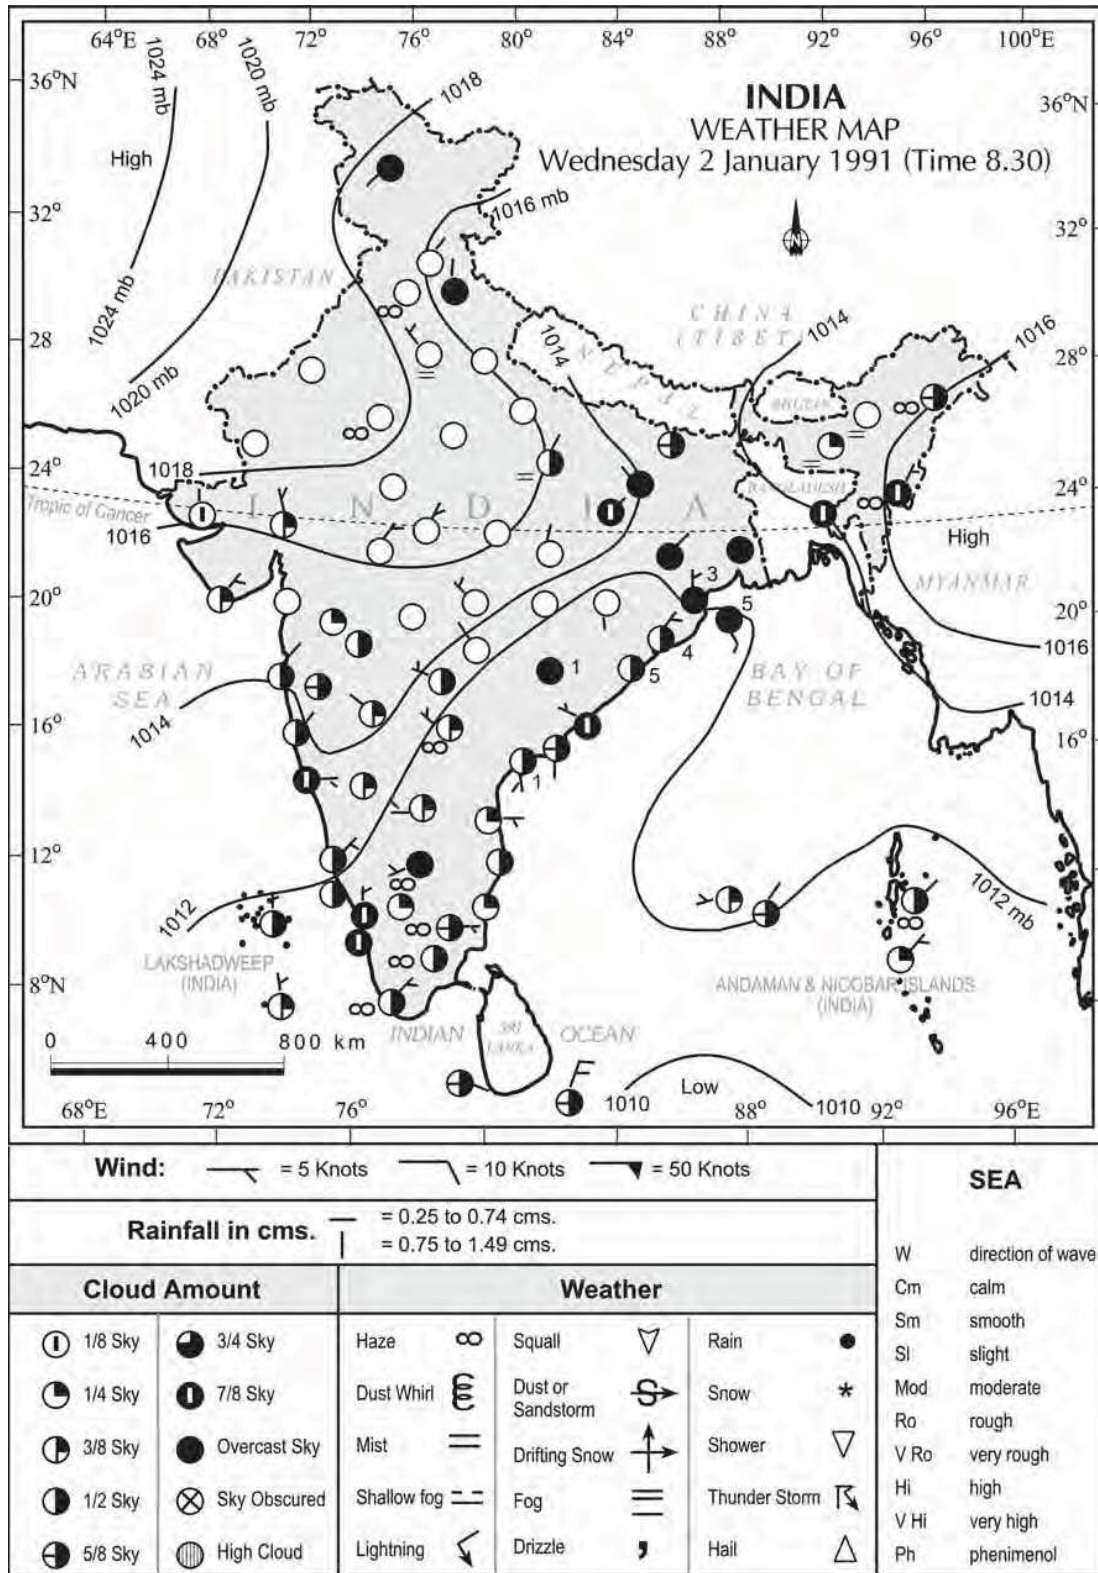 64°E 68° 72° 76° 80° 84° 88° 92° 96° 100°E
36°N
36°N
32°
32°
28°
28°
24°
24°
20°
20°
16°
16°
12°
12°
8°N
8°
68°E 72° 76° 88° 92° 96°E
INDIA
WEATHER MAP
Wednesday 2 January 1991 (Time 8.30)
N
1024 mb
1020 mb
1018
High
1016 mb
PAKISTAN
1024 mb
1020 mb
CHINA
(TIBET)
1014
1014
1016
NEPAL
BHUTAN
1018
BANGLADESH
Tropic of Cancer
INDIA
1016
High
MYANMAR
3
5
1016
ARABIAN
SEA
4
5
1
BAY OF
BENGAL
1014
1014
1
1012
1012 mb
LAKSHADWEEP
(INDIA)
ANDAMAN & NICOBAR ISLANDS
(INDIA)
0 400 800 km
INDIAN
SRI
LANKA
OCEAN
Low
1010
1010
Wind: = 5 Knots = 10 Knots = 50 Knots
Rainfall in cms. = 0.25 to 0.74 cms.
= 0.75 to 1.49 cms.
Cloud Amount
1/8 Sky 3/4 Sky
1/4 Sky 7/8 Sky
3/8 Sky Overcast Sky
1/2 Sky Sky Obscured
5/8 Sky High Cloud
Weather
Haze Squall Rain
Dust Whirl Dust or
Sandstorm Snow
Mist Drifting Snow Shower
Shallow fog Fog Thunder Storm
Lightning Drizzle Hail
SEA
W direction of wave
Cm calm
Sm smooth
Sl slight
Mod moderate
Ro rough
V Ro very rough
Hi high
V Hi very high
Ph phenimenol